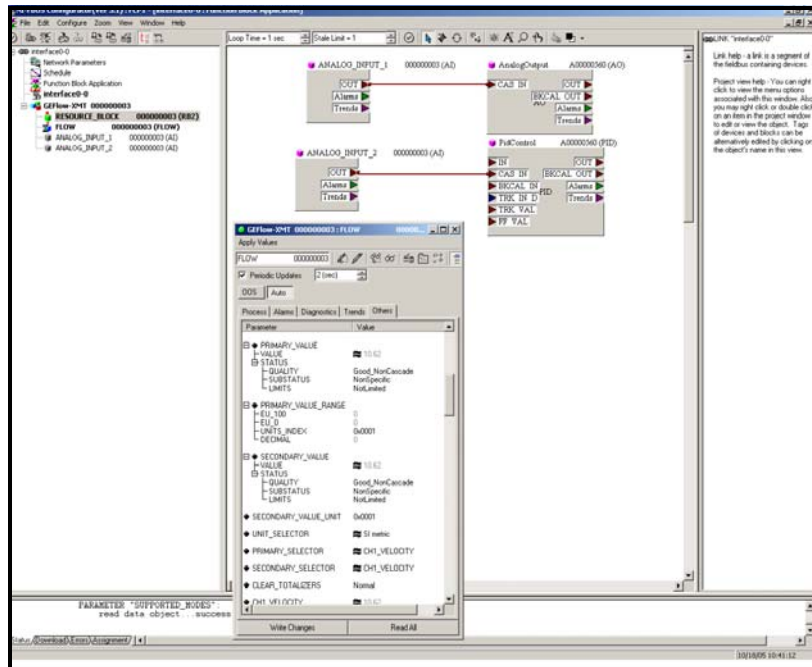 File Edit Configure Zoom View Window Help
Loop Time = 1 sec
Stale Limit = 1
interface0-0
Network Parameters
Schedule
Function Block Application
interface0-0
GEFlow-XMT 000000003
RESOURCE_BLOCK 000000003 (RB2)
FLOW 000000003 (FLOW)
ANALOG_INPUT_1 000000003 (AI)
ANALOG_INPUT_2 000000003 (AI)
ANALOG_INPUT_1 000000003 (AI)
OUT
Alarms
Trends
AnalogOutput A00000360 (AO)
CAS IN
OUT
BKCAL OUT
AO
Alarms
Trends
ANALOG_INPUT_2 000000003 (AI)
OUT
Alarms
Trends
PidControl A00000360 (PID)
IN OUT
CAS IN BKCAL OUT
BKCAL IN Alarms
PID
TRK IN D Trends
TRK VAL
FF VAL
LINK "interface0-0"
Link help - a link is a segment of
the fieldbus containing devices.
Project view help - You can right
click to view the menu options
associated with this window. Also
you may right click or double click
on an item in the project window
to edit or view the object. Tags
of devices and blocks can be
alternatively edited by clicking on
the object's name in this view.
GEFlow-XMT 000000003 : FLOW 00000...
Apply Values
FLOW 000000003
Periodic Updates 2 (sec)
OOS Auto
Process Alarms Diagnostics Trends Others
Parameter Value
PRIMARY_VALUE
VALUE 10.62
STATUS
QUALITY Good_NonCascade
SUBSTATUS NonSpecific
LIMITS NotLimited
PRIMARY_VALUE_RANGE
EU_100 0
EU_0 0
UNITS_INDEX 0x0001
DECIMAL 0
SECONDARY_VALUE
VALUE 10.62
STATUS
QUALITY Good_NonCascade
SUBSTATUS NonSpecific
LIMITS NotLimited
SECONDARY_VALUE_UNIT 0x0001
UNIT_SELECTOR SI metric
PRIMARY_SELECTOR CH1_VELOCITY
SECONDARY_SELECTOR CH1_VELOCITY
CLEAR_TOTALIZERS Normal
CH1_VELOCITY 10.62
Write Changes Read All
PARAMETER "SUPPORTED_MODES":
read data object...success
Status Download Errors Assignment
10/18/05 10:41:12